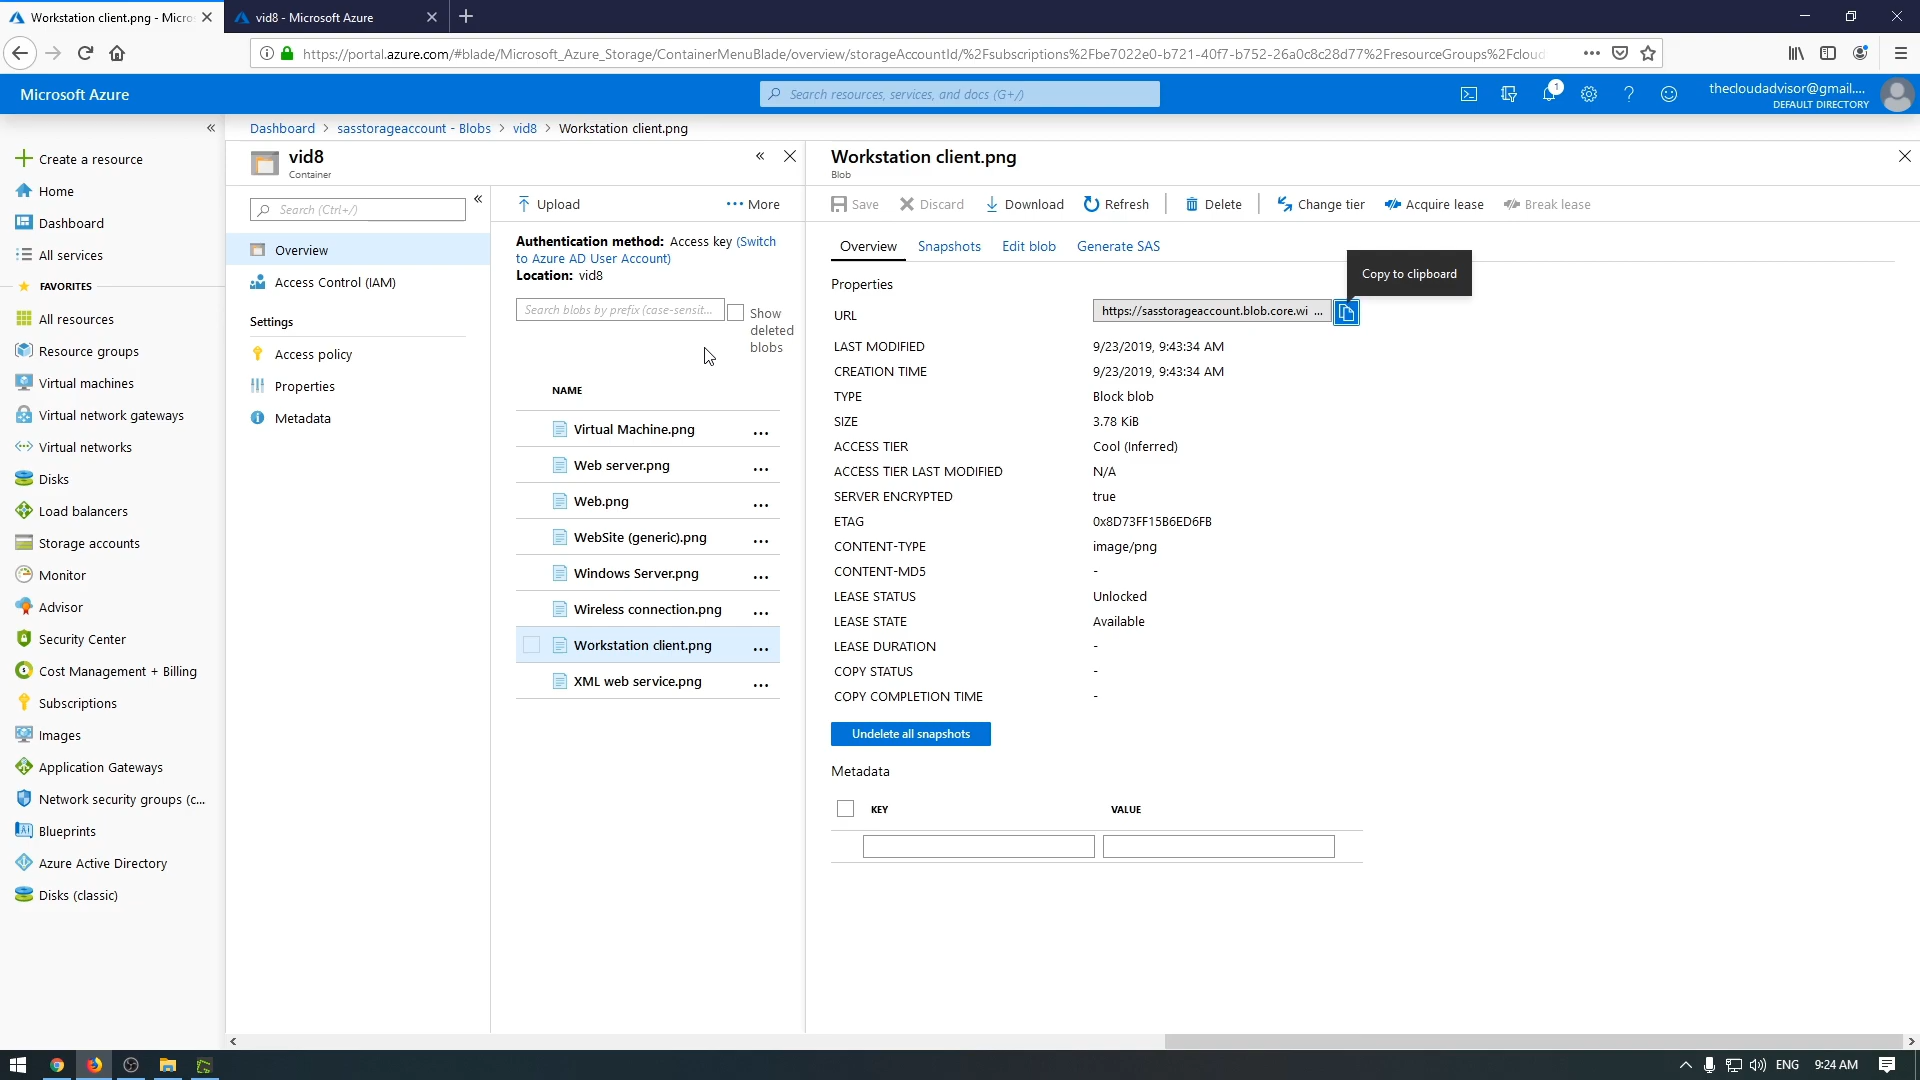 Workstation client.png - Micros
vid8 - Microsoft Azure
https://portal.azure.com/#blade/Microsoft_Azure_Storage/ContainerMenuBlade/overview/storageAccountId/%2Fsubscriptions%2Fbe7022e0-b721-40f7-b752-26a0c8c28d77%2FresourceGroups%2Fcloud
Microsoft Azure
Search resources, services, and docs (G+/)
1
thecloudadvisor@gmail....
DEFAULT DIRECTORY
Create a resource
Home
Dashboard
All services
FAVORITES
All resources
Resource groups
Virtual machines
Virtual network gateways
Virtual networks
Disks
Load balancers
Storage accounts
Monitor
Advisor
Security Center
Cost Management + Billing
Subscriptions
Images
Application Gateways
Network security groups (c...
Blueprints
Azure Active Directory
Disks (classic)
Dashboard > sasstorageaccount - Blobs > vid8 > Workstation client.png
vid8
Container
Search (Ctrl+/)
Overview
Access Control (IAM)
Settings
Access policy
Properties
Metadata
Upload
More
Authentication method: Access key (Switch
to Azure AD User Account)
Location: vid8
Search blobs by prefix (case-sensit...
Show
deleted
blobs
NAME
Virtual Machine.png
Web server.png
Web.png
WebSite (generic).png
Windows Server.png
Wireless connection.png
Workstation client.png
XML web service.png
Workstation client.png
Blob
Save
Discard
Download
Refresh
Delete
Change tier
Acquire lease
Break lease
Overview
Snapshots
Edit blob
Generate SAS
Copy to clipboard
Properties
URL https://sasstorageaccount.blob.core.wi ...
LAST MODIFIED 9/23/2019, 9:43:34 AM
CREATION TIME 9/23/2019, 9:43:34 AM
TYPE Block blob
SIZE 3.78 KiB
ACCESS TIER Cool (Inferred)
ACCESS TIER LAST MODIFIED N/A
SERVER ENCRYPTED true
ETAG 0x8D73FF15B6ED6FB
CONTENT-TYPE image/png
CONTENT-MD5 -
LEASE STATUS Unlocked
LEASE STATE Available
LEASE DURATION -
COPY STATUS -
COPY COMPLETION TIME -
Undelete all snapshots
Metadata
KEY VALUE
ENG
9:24 AM